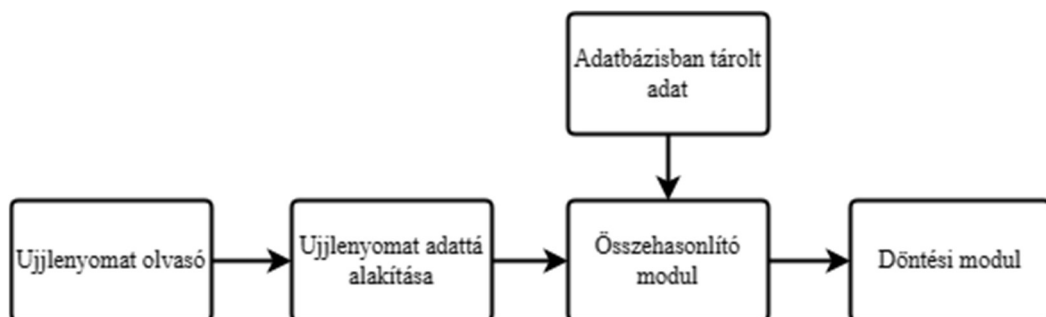 Adatbázisban tárolt
adat
Ujjlenyomat olvasó
Ujjlenyomat adattá
alakítása
Összehasonlító
modul
Döntési modul